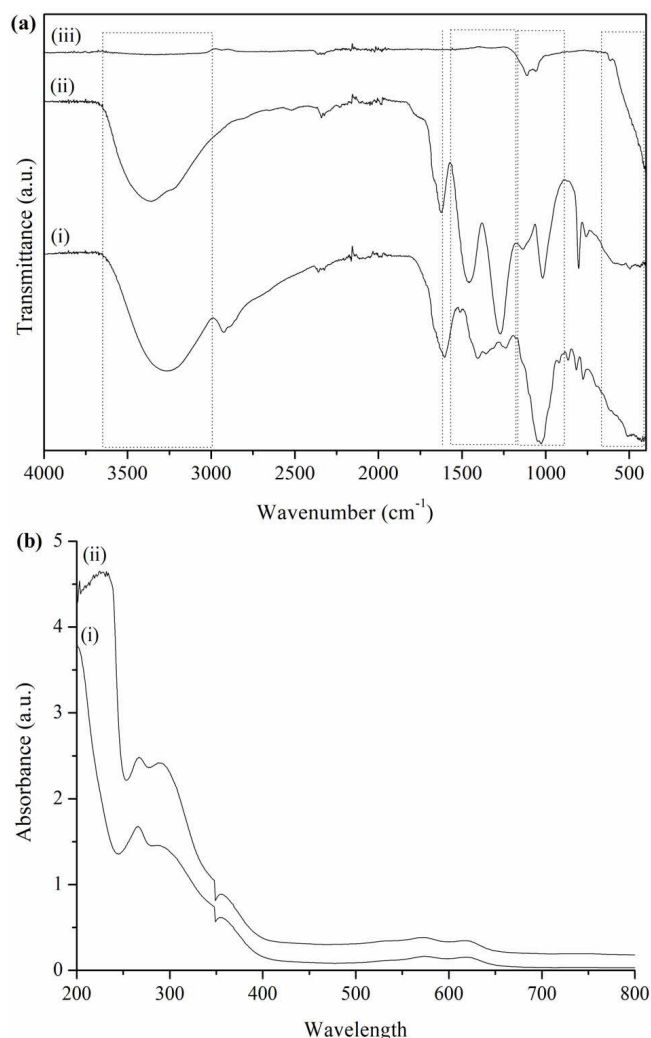 (a)
(iii)
(ii)
(i)
Transmittance (a.u.)
4000 3500 3000 2500 2000 1500 1000 500
Wavenumber (cm⁻¹)
(b)
5
(ii)
4
(i)
3
2
1
0
Absorbance (a.u.)
200 300 400 500 600 700 800
Wavelength